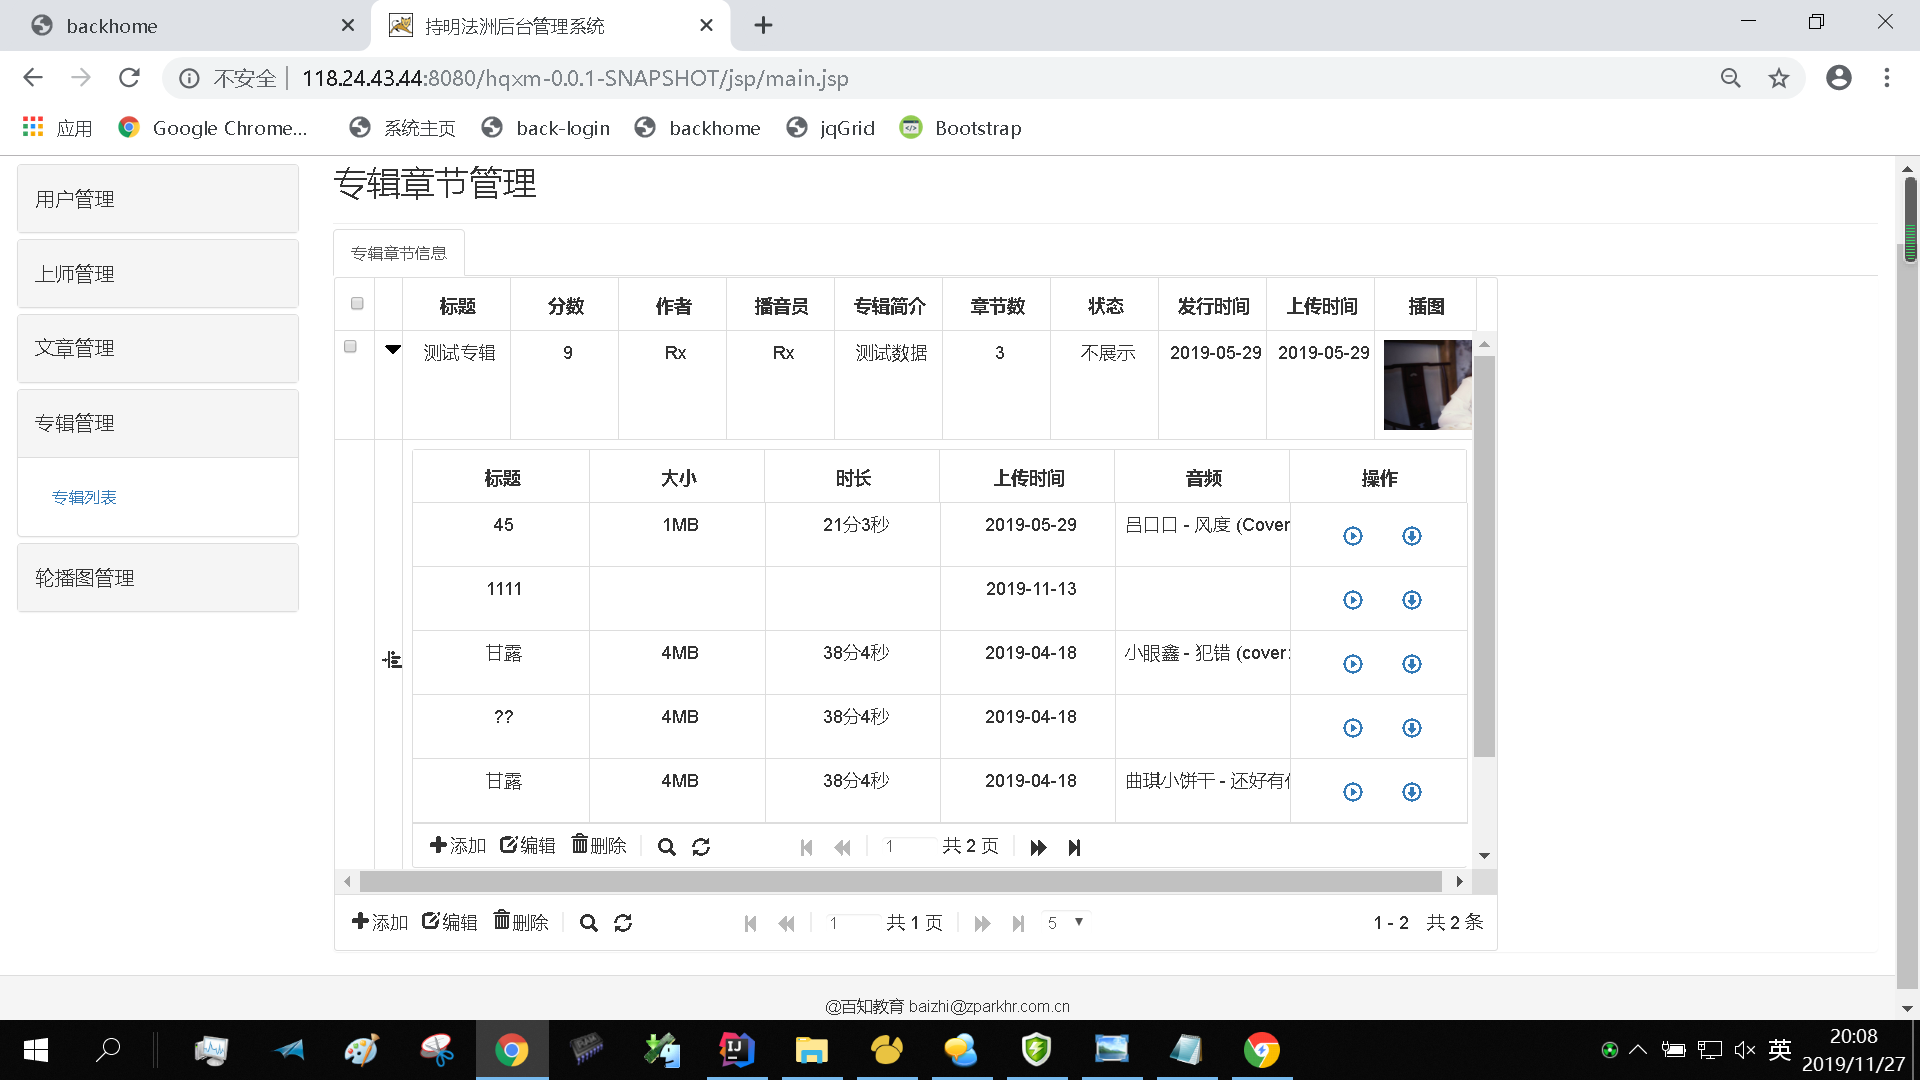 backhome
持明法洲后台管理系统
不安全 118.24.43.44:8080/hqxm-0.0.1-SNAPSHOT/jsp/main.jsp
应用 Google Chrome... 系统主页 back-login backhome jqGrid Bootstrap
用户管理
上师管理
文章管理
专辑管理
专辑列表
轮播图管理
专辑章节管理
专辑章节信息
标题 分数 作者 播音员 专辑简介 章节数 状态 发行时间 上传时间 插图
测试专辑 9 Rx Rx 测试数据 3 不展示 2019-05-29 2019-05-29
标题 大小 时长 上传时间 音频 操作
45 1MB 21分3秒 2019-05-29 吕口口 - 风度 (Cover
1111 2019-11-13
甘露 4MB 38分4秒 2019-04-18 小眼鑫 - 犯错 (cover:
?? 4MB 38分4秒 2019-04-18
甘露 4MB 38分4秒 2019-04-18 曲琪小饼干 - 还好有
添加 编辑 删除 1 共 2 页
添加 编辑 删除 1 共 1 页 5 1 - 2 共 2 条
@百知教育 baizhi@zparkhr.com.cn
英
20:08
2019/11/27